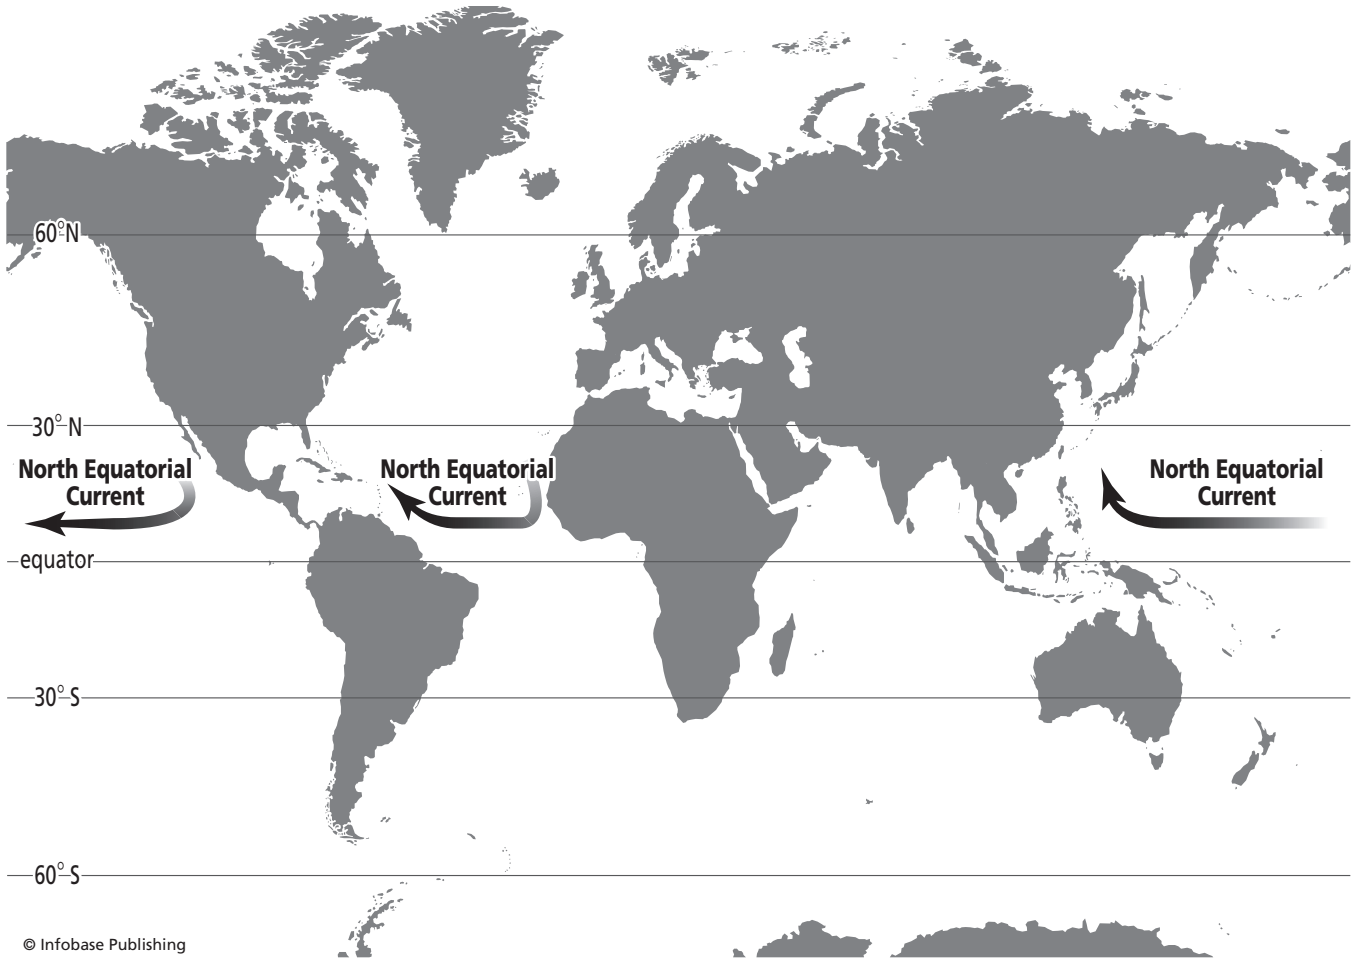 60°N
30°N
North Equatorial
Current
North Equatorial
Current
North Equatorial
Current
equator
30°S
60°S
© Infobase Publishing